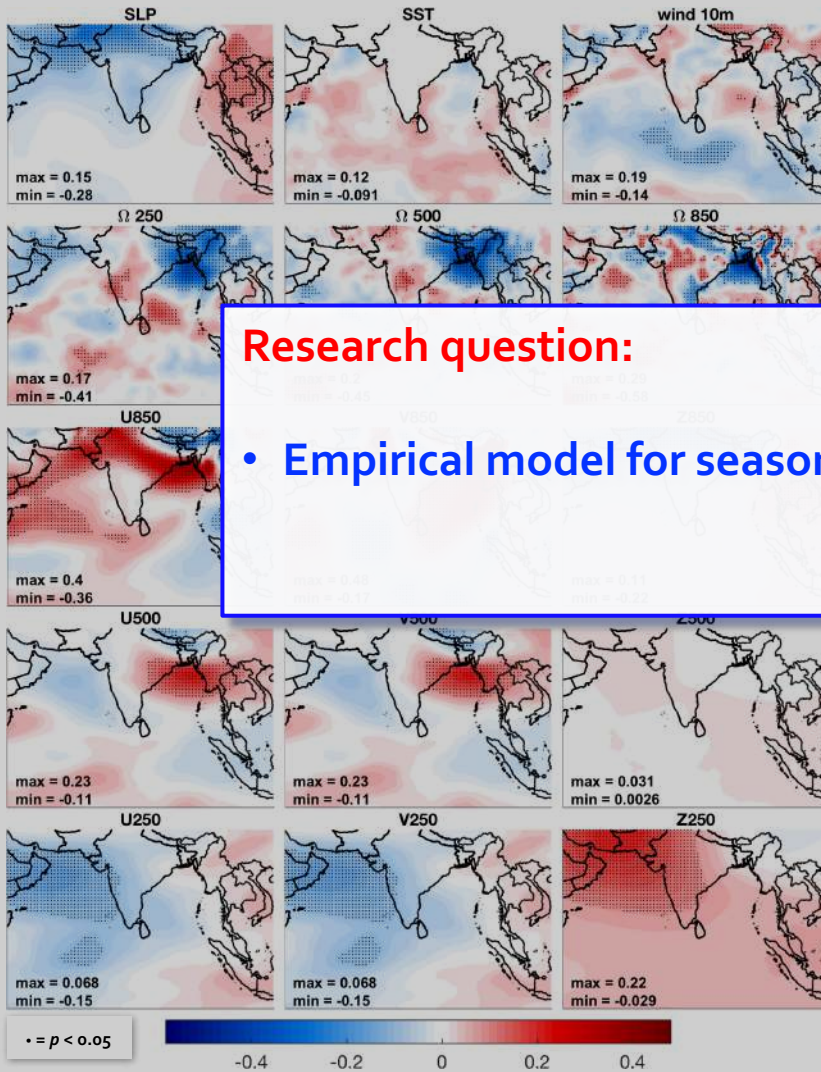 SLP
SST
wind 10m
max = 0.15
min = -0.28
max = 0.12
min = -0.091
max = 0.19
min = -0.14
Ω 250
Ω 500
Ω 850
max = 0.17
min = -0.41
Research question:
• Empirical model for season
U850
max = 0.4
min = -0.36
U500
V500
Z500
max = 0.23
min = -0.11
max = 0.23
min = -0.11
max = 0.031
min = 0.0026
U250
V250
Z250
max = 0.068
min = -0.15
max = 0.068
min = -0.15
max = 0.22
min = -0.029
• = p < 0.05
-0.4 -0.2 0 0.2 0.4